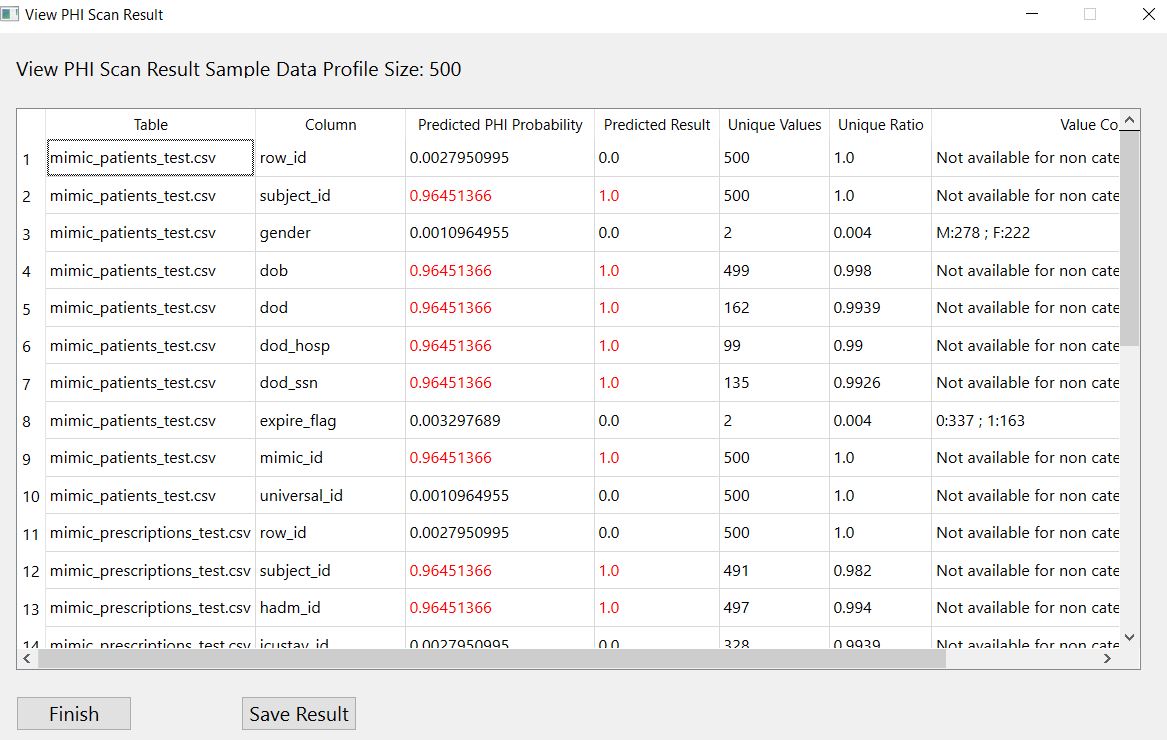 View PHI Scan Result
View PHI Scan Result Sample Data Profile Size: 500
Table Column Predicted PHI Probability Predicted Result Unique Values Unique Ratio Value Co
1 mimic_patients_test.csv row_id 0.0027950995 0.0 500 1.0 Not available for non cate
2 mimic_patients_test.csv subject_id 0.96451366 1.0 500 1.0 Not available for non cate
3 mimic_patients_test.csv gender 0.0010964955 0.0 2 0.004 M:278 ; F:222
4 mimic_patients_test.csv dob 0.96451366 1.0 499 0.998 Not available for non cate
5 mimic_patients_test.csv dod 0.96451366 1.0 162 0.9939 Not available for non cate
6 mimic_patients_test.csv dod_hosp 0.96451366 1.0 99 0.99 Not available for non cate
7 mimic_patients_test.csv dod_ssn 0.96451366 1.0 135 0.9926 Not available for non cate
8 mimic_patients_test.csv expire_flag 0.003297689 0.0 2 0.004 0:337 ; 1:163
9 mimic_patients_test.csv mimic_id 0.96451366 1.0 500 1.0 Not available for non cate
10 mimic_patients_test.csv universal_id 0.0010964955 0.0 500 1.0 Not available for non cate
11 mimic_prescriptions_test.csv row_id 0.0027950995 0.0 500 1.0 Not available for non cate
12 mimic_prescriptions_test.csv subject_id 0.96451366 1.0 491 0.982 Not available for non cate
13 mimic_prescriptions_test.csv hadm_id 0.96451366 1.0 497 0.994 Not available for non cate
14 mimic_prescriptions_test.csv icustay_id 0.0027950995 0.0 328 0.9939 Not available for non cate
Finish Save Result